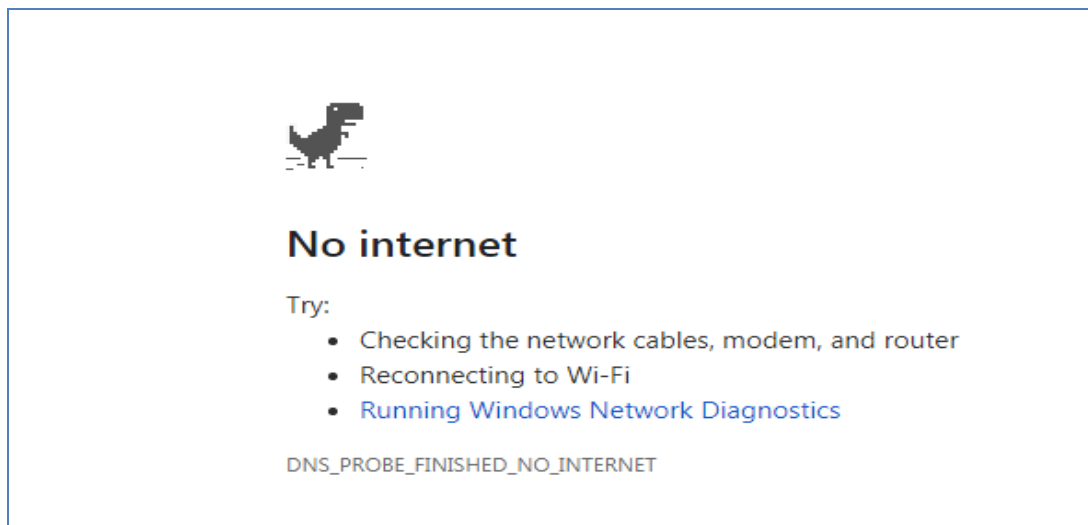 No internet
Try:
• Checking the network cables, modem, and router
• Reconnecting to Wi-Fi
• Running Windows Network Diagnostics
DNS_PROBE_FINISHED_NO_INTERNET